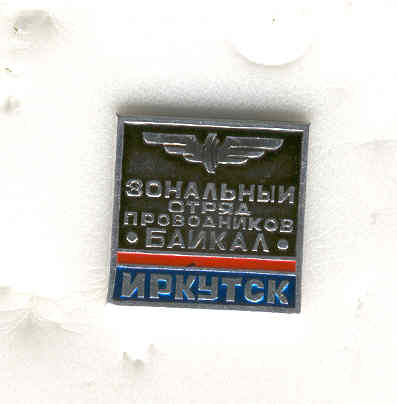 ЗОНАЛЬНЫЙ
ОТРЯД
ПРОВОДНИКОВ
• БАЙКАЛ •
ИРКУТСК